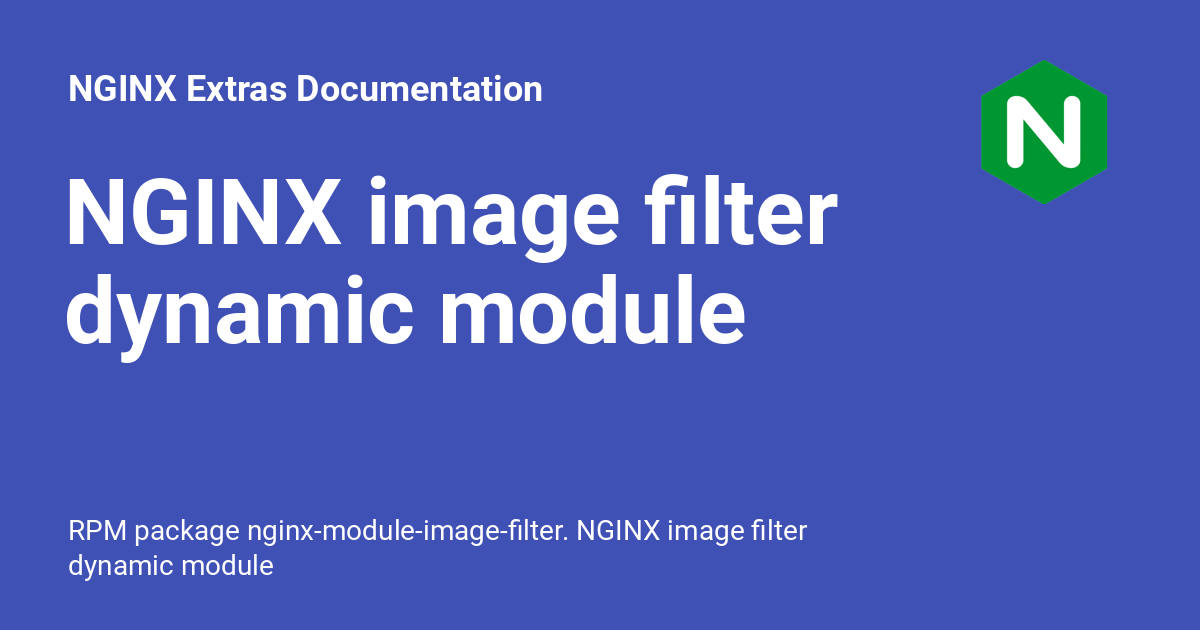 NGINX Extras Documentation
N
NGINX image filter
dynamic module
RPM package nginx-module-image-filter. NGINX image filter
dynamic module